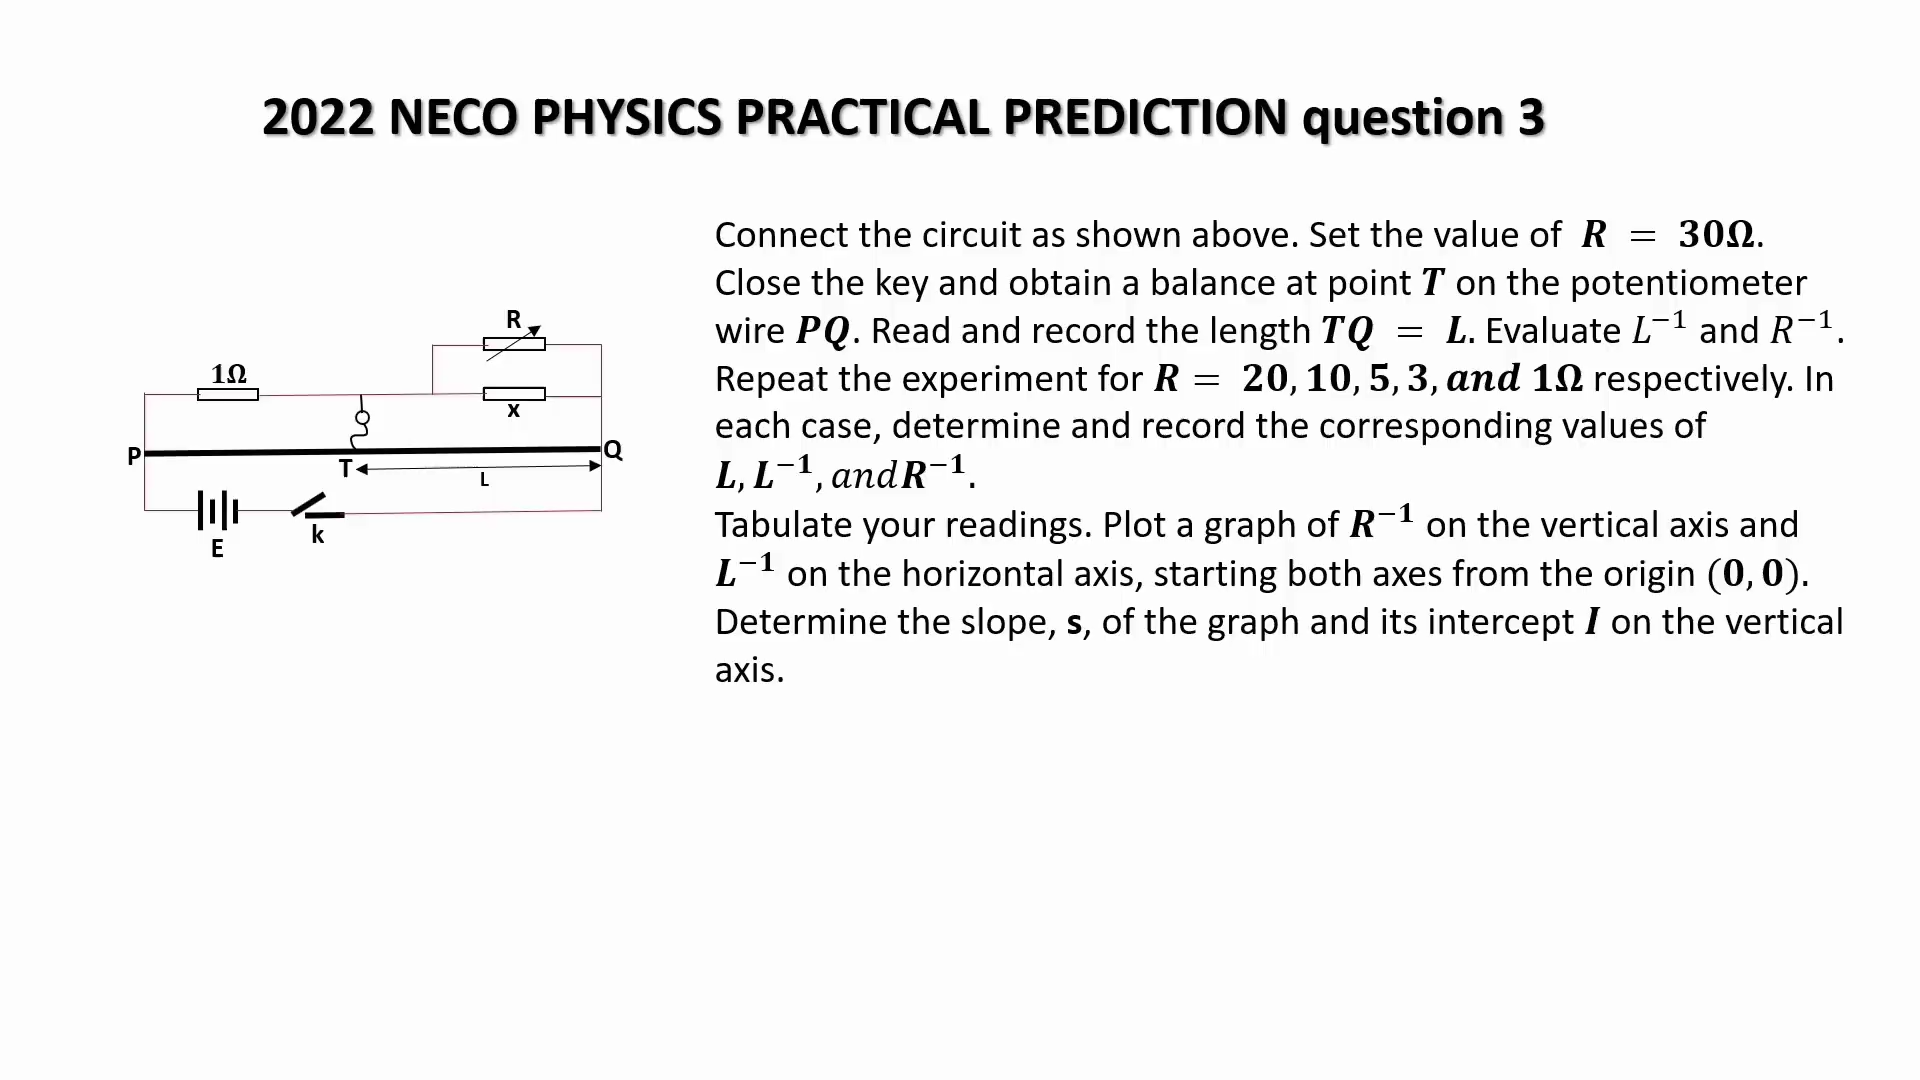 2022 NECO PHYSICS PRACTICAL PREDICTION question 3
Connect the circuit as shown above. Set the value of R = 30Ω.
Close the key and obtain a balance at point T on the potentiometer
wire PQ. Read and record the length TQ = L. Evaluate L⁻¹ and R⁻¹.
Repeat the experiment for R = 20, 10, 5, 3, and 1Ω respectively. In
each case, determine and record the corresponding values of
L, L⁻¹, andR⁻¹.
Tabulate your readings. Plot a graph of R⁻¹ on the vertical axis and
L⁻¹ on the horizontal axis, starting both axes from the origin (0, 0).
Determine the slope, s, of the graph and its intercept I on the vertical
axis.
R
1Ω
x
P
Q
T
L
k
E